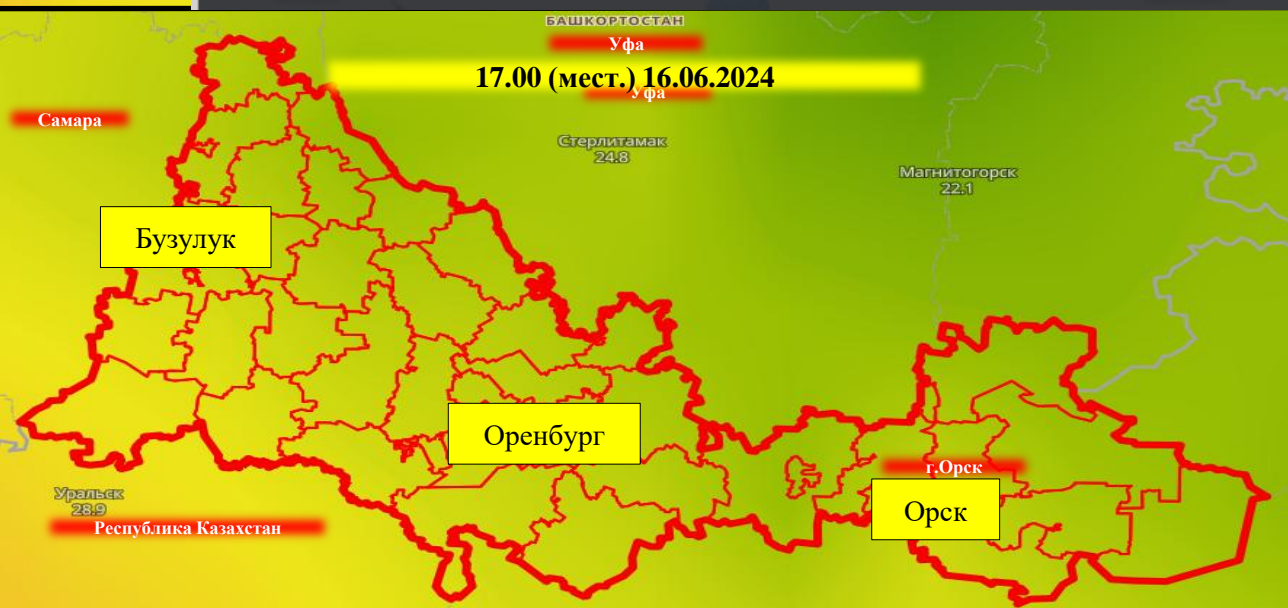 БАШКОРТОСТАН
Уфа
17.00 (мест.) 16.06.2024
Уфа
Самара
Стерлитамак
24.8
Магнитогорск
22.1
Бузулук
Оренбург
г.Орск
Орск
Уральск
28.9
Республика Казахстан